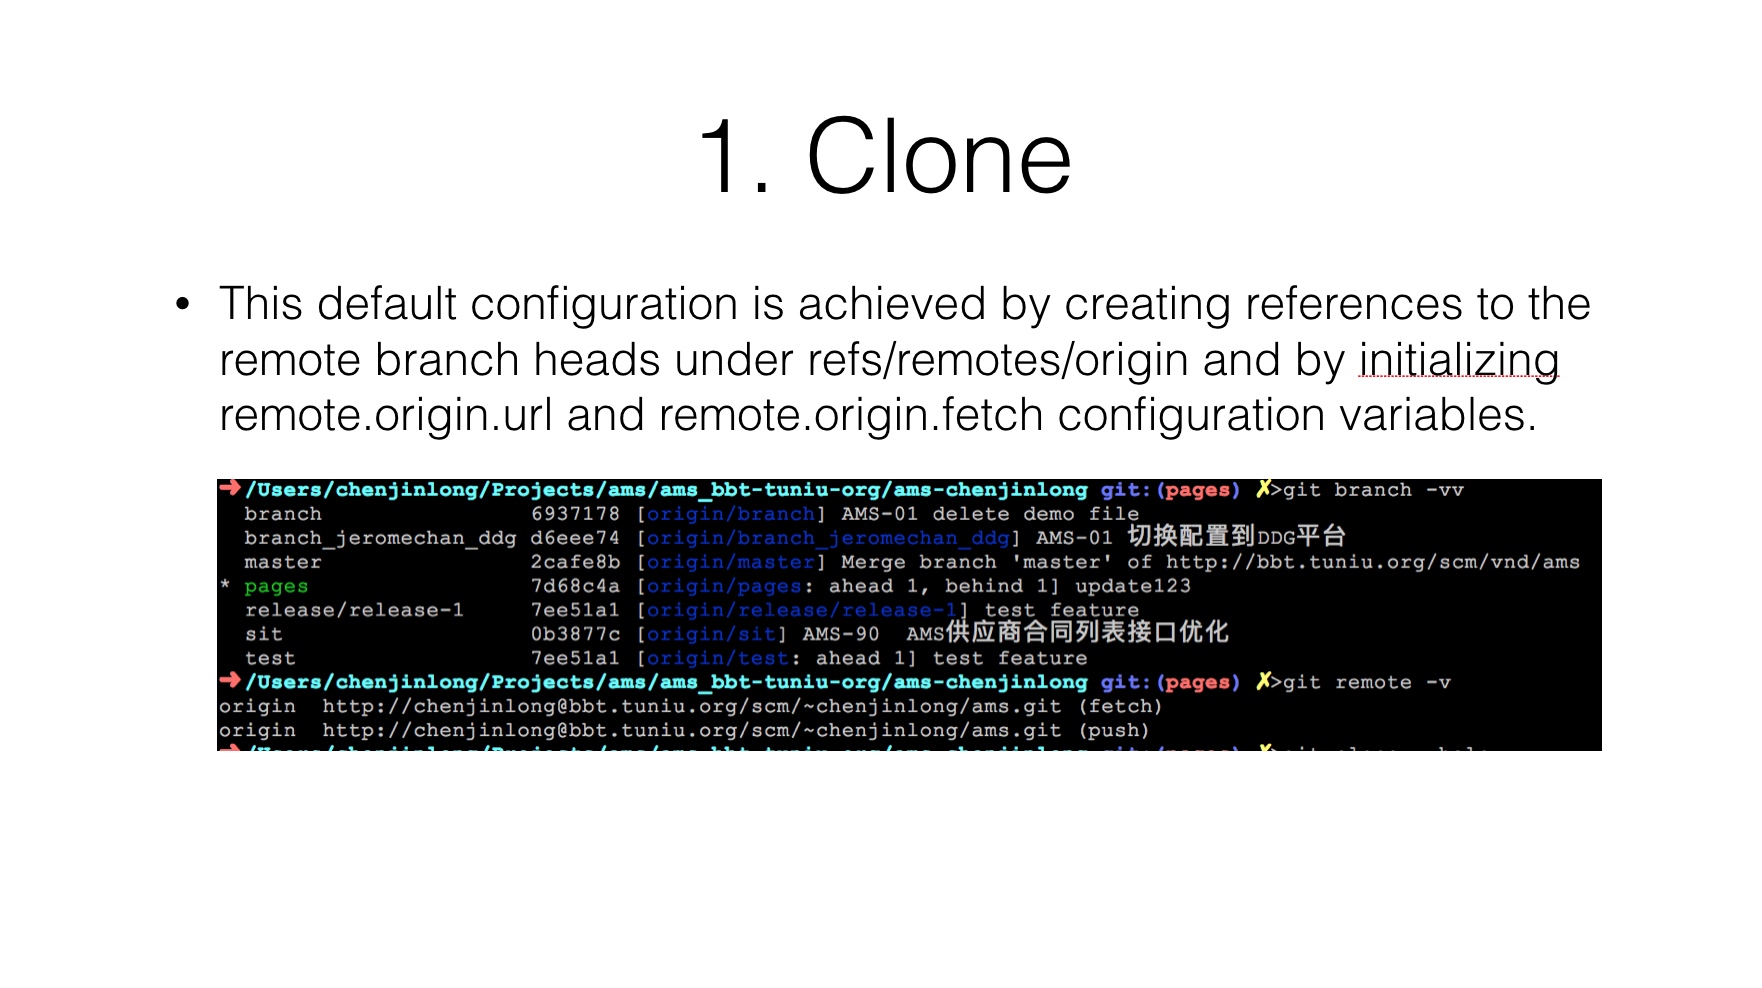 1. Clone
• This default configuration is achieved by creating references to the
remote branch heads under refs/remotes/origin and by initializing
remote.origin.url and remote.origin.fetch configuration variables.
➜ /Users/chenjinlong/Projects/ams/ams_bbt-tuniu-org/ams-chenjinlong git:(pages) ✗>git branch -vv
branch 6937178 [origin/branch] AMS-01 delete demo file
branch_jeromechan_ddg d6eee74 [origin/branch_jeromechan_ddg] AMS-01 切换配置到DDG平台
master 2cafe8b [origin/master] Merge branch 'master' of http://bbt.tuniu.org/scm/vnd/ams
* pages 7d68c4a [origin/pages: ahead 1, behind 1] update123
release/release-1 7ee51a1 [origin/release/release-1] test feature
sit 0b3877c [origin/sit] AMS-90 AMS供应商合同列表接口优化
test 7ee51a1 [origin/test: ahead 1] test feature
➜ /Users/chenjinlong/Projects/ams/ams_bbt-tuniu-org/ams-chenjinlong git:(pages) ✗>git remote -v
origin http://chenjinlong@bbt.tuniu.org/scm/~chenjinlong/ams.git (fetch)
origin http://chenjinlong@bbt.tuniu.org/scm/~chenjinlong/ams.git (push)